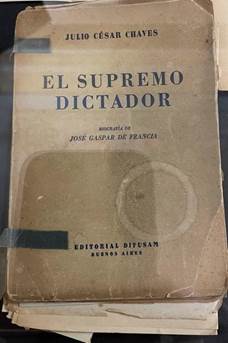 JULIO CÉSAR CHAVES
EL SUPREMO
DICTADOR
BIOGRAFÍA DE
JOSÉ GASPAR DE FRANCIA
EDITORIAL DIFUSAM
BUENOS AIRES